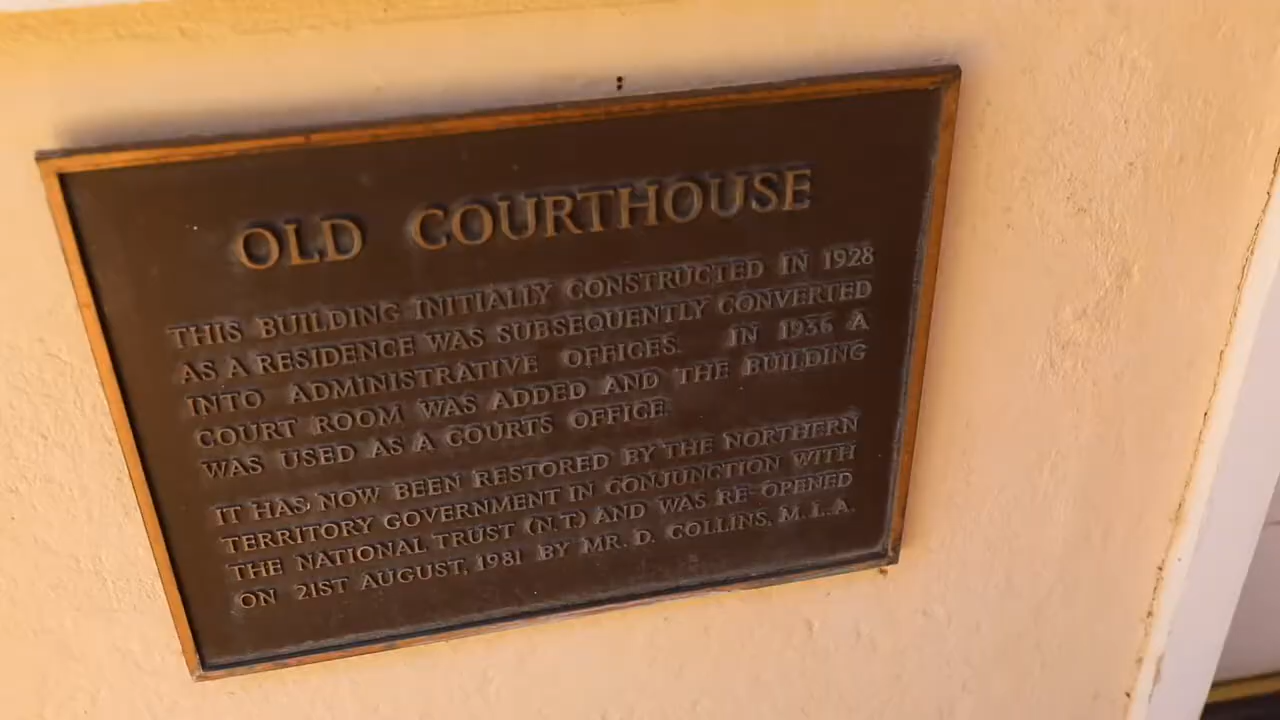 OLD COURTHOUSE
THIS BUILDING INITIALLY CONSTRUCTED IN 1928
AS A RESIDENCE WAS SUBSEQUENTLY CONVERTED
INTO ADMINISTRATIVE OFFICES. IN 1936 A
COURT ROOM WAS ADDED AND THE BUILDING
WAS USED AS A COURTS OFFICE.
IT HAS NOW BEEN RESTORED BY THE NORTHERN
TERRITORY GOVERNMENT IN CONJUNCTION WITH
THE NATIONAL TRUST (N.T.) AND WAS RE-OPENED
ON 21ST AUGUST, 1981 BY MR. D. COLLINS, M.L.A.